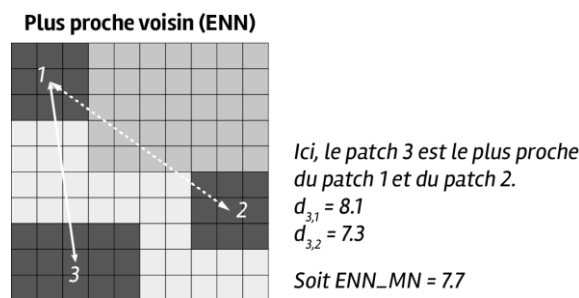 Plus proche voisin (ENN)
1
2
3
Ici, le patch 3 est le plus proche
du patch 1 et du patch 2.
d3,1 = 8.1
d3,2 = 7.3
Soit ENN_MN = 7.7